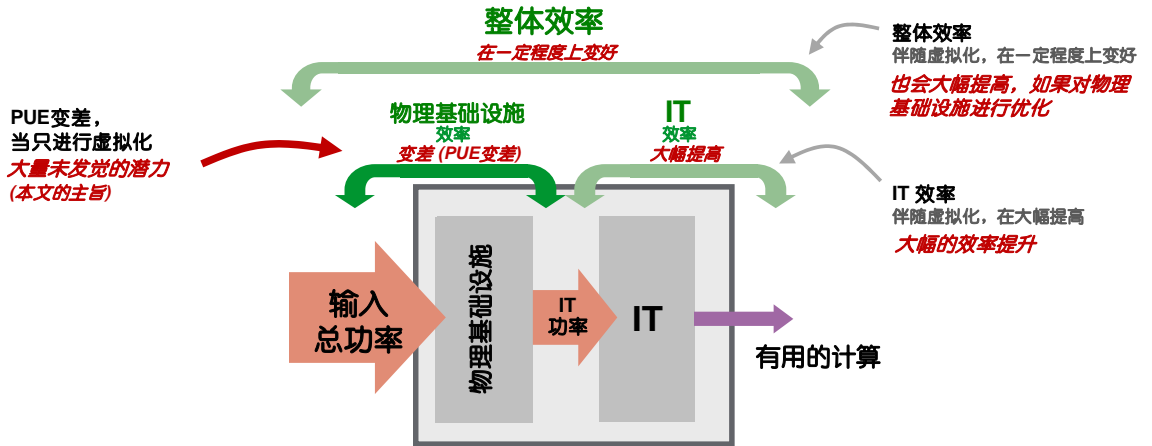 整体效率
在一定程度上变好
整体效率
伴随虚拟化，在一定程度上变好
也会大幅提高，如果对物理
基础设施进行优化
PUE变差，
当只进行虚拟化
大量未发觉的潜力
(本文的主旨)
物理基础设施
效率
变差 (PUE变差)
IT
效率
大幅提高
IT 效率
伴随虚拟化，在大幅提高
大幅的效率提升
输入
总功率
物理基础设施
IT
功率
IT
有用的计算